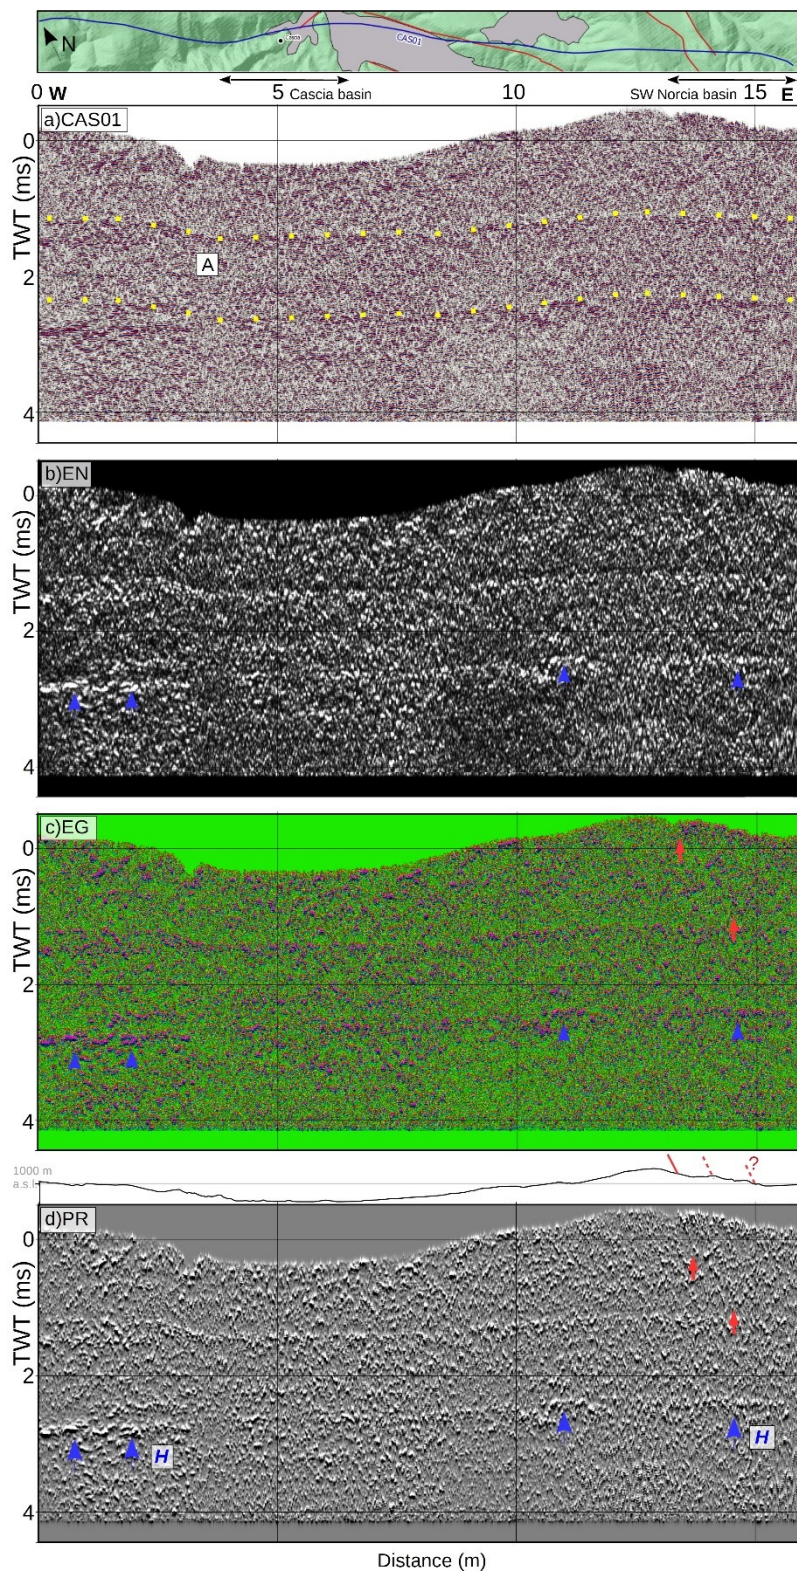 N
Cascia
CAS01
0 W 5 Cascia basin 10 SW Norcia basin E 15
a)CAS01
0
TWT (ms)
A
2
4
b)EN
0
TWT (ms)
2
4
c)EG
0
TWT (ms)
2
4
1000 m
a.s.l.
?
d)PR
0
TWT (ms)
2
H
H
4
Distance (m)